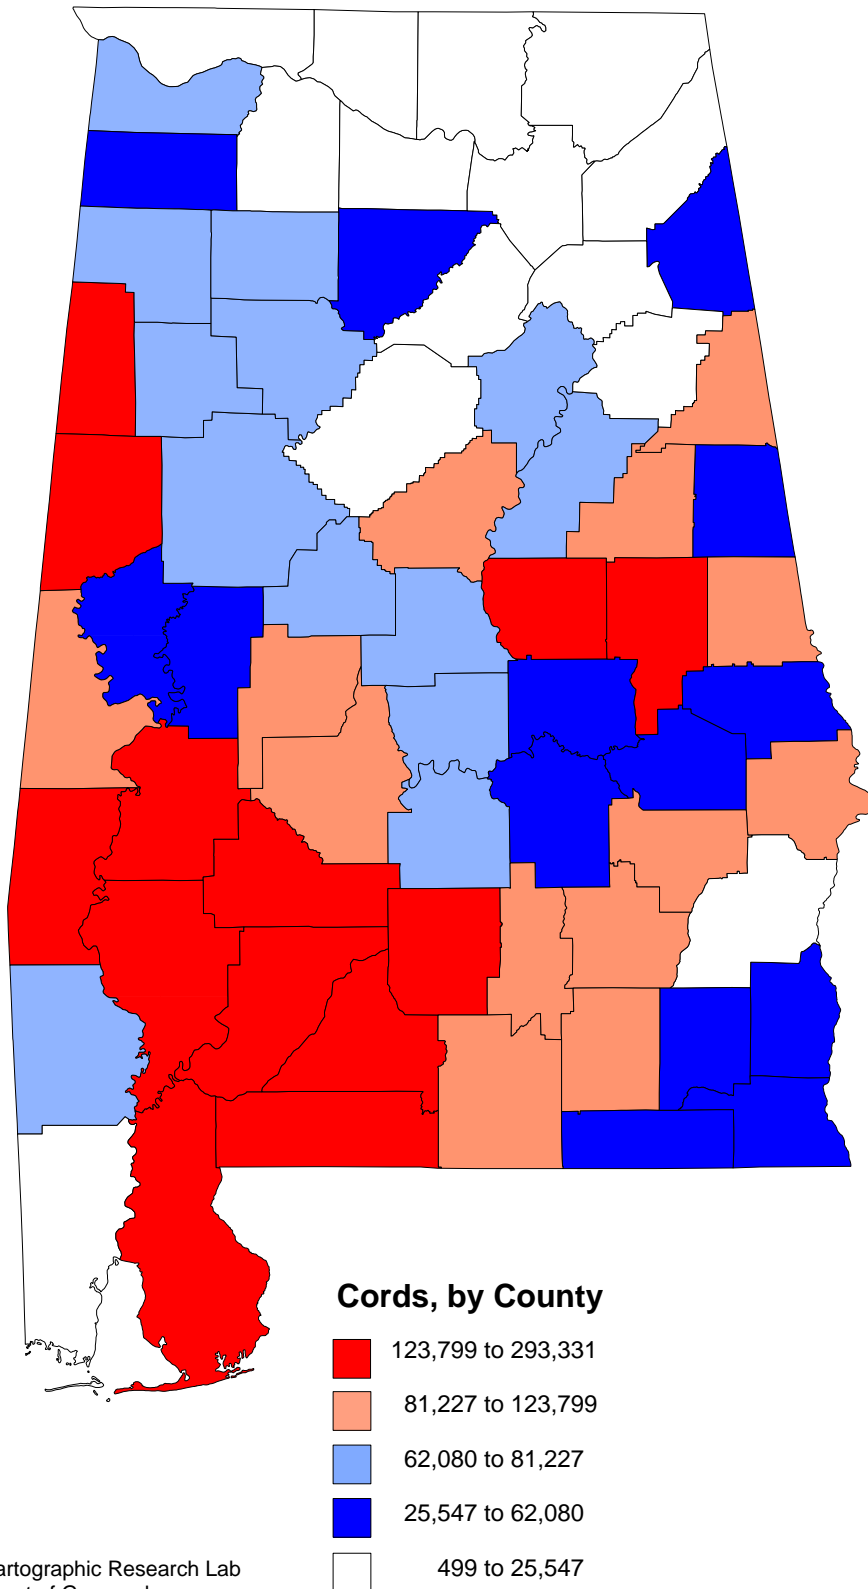 Cords, by County
123,799 to 293,331
81,227 to 123,799
62,080 to 81,227
25,547 to 62,080
499 to 25,547
artographic Research Lab